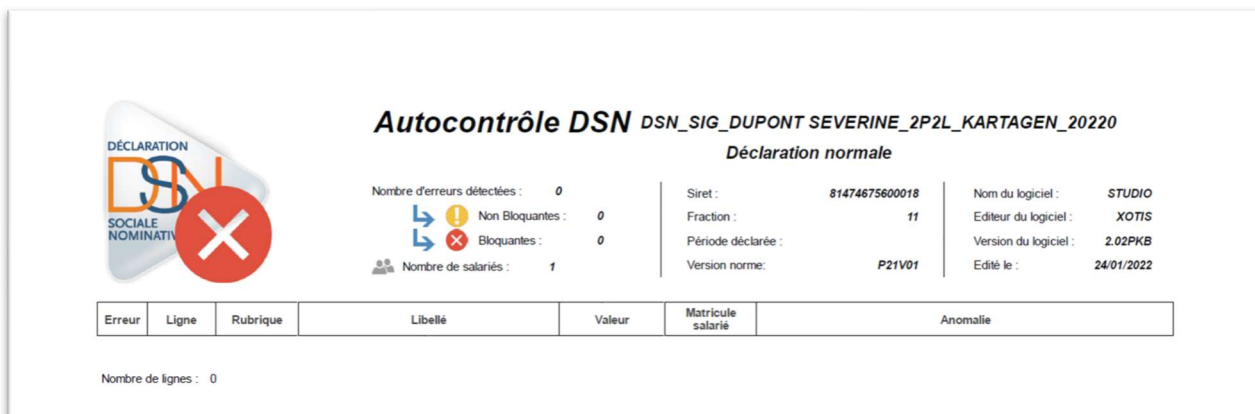 Autocontrôle DSN DSN_SIG_DUPONT SEVERINE_2P2L_KARTAGEN_20220
Déclaration normale
DÉCLARATION
DSN
SOCIALE
NOMINATIV
Nombre d'erreurs détectées : 0
Non Bloquantes : 0
Bloquantes : 0
Nombre de salariés : 1
Siret : 81474675600018
Fraction : 11
Période déclarée :
Version norme: P21V01
Nom du logiciel : STUDIO
Editeur du logiciel : XOTIS
Version du logiciel : 2.02PKB
Edité le : 24/01/2022
Erreur Ligne Rubrique Libellé Valeur Matricule salarié Anomalie
Nombre de lignes : 0